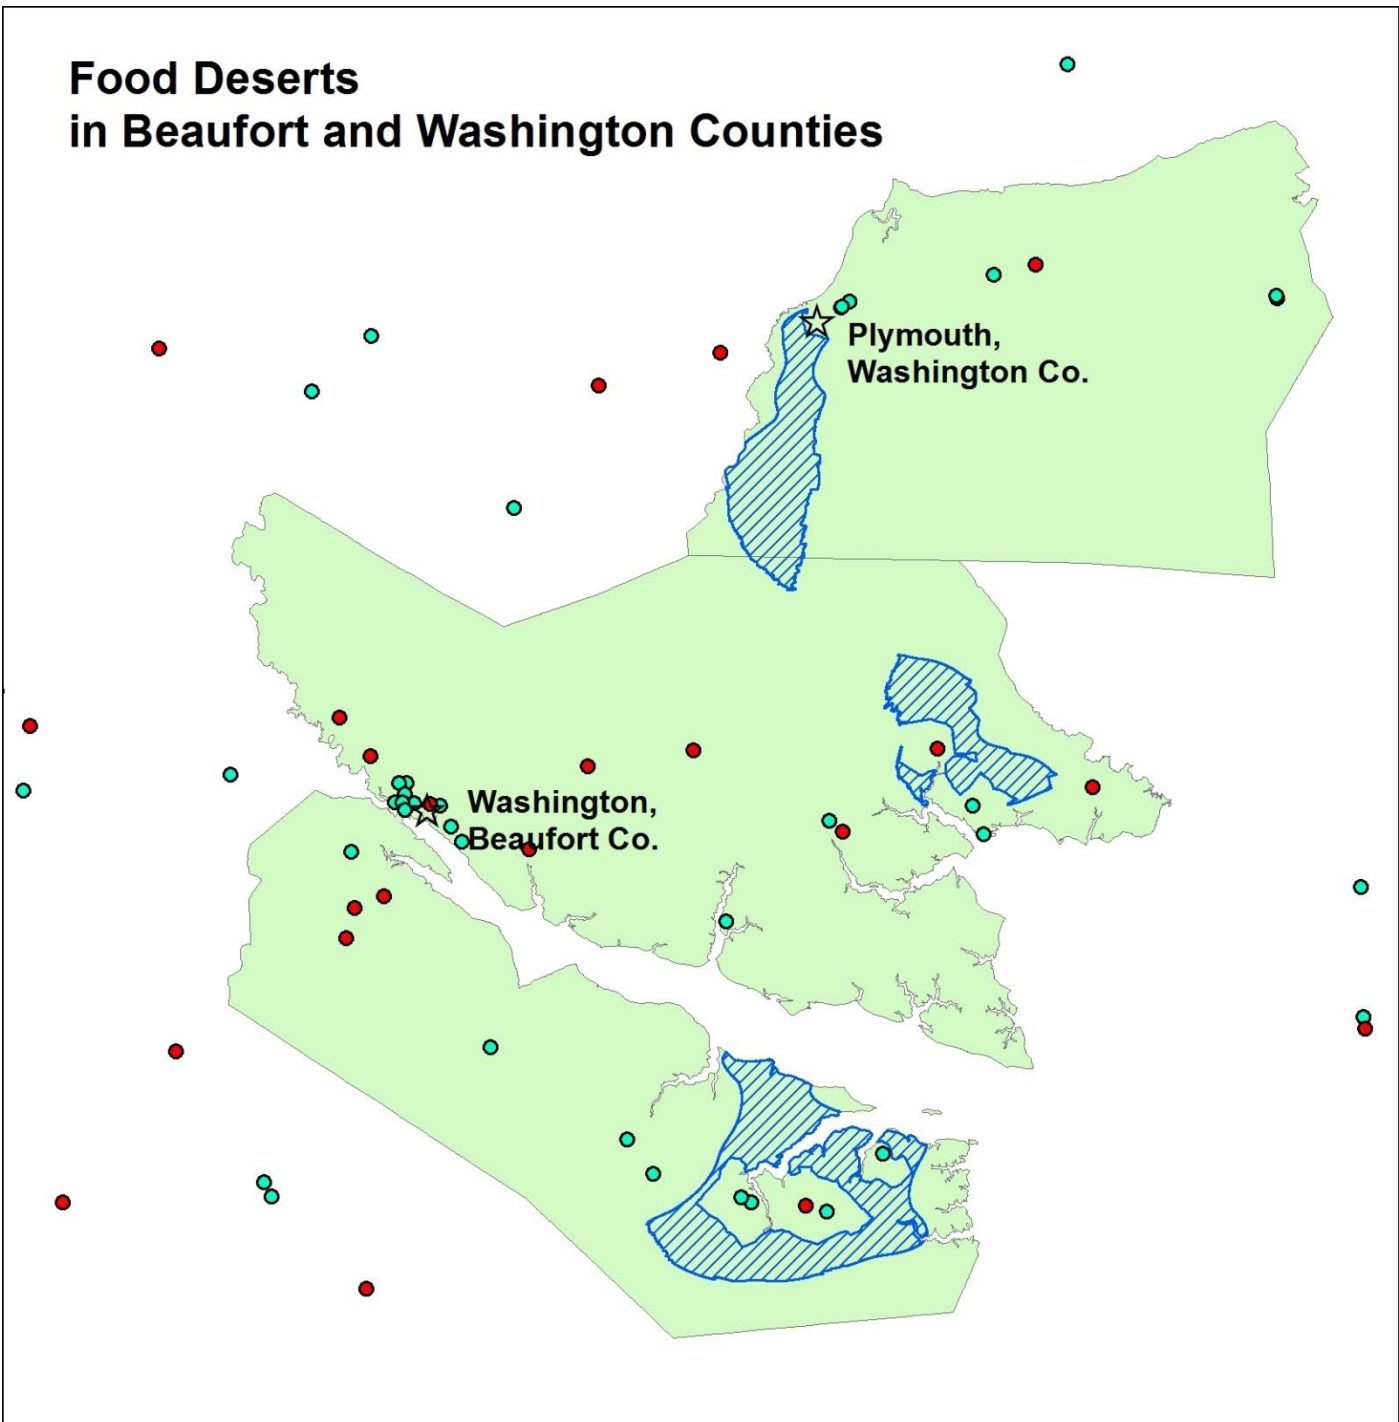 Food Deserts
in Beaufort and Washington Counties
Plymouth,
Washington Co.
Washington,
Beaufort Co.